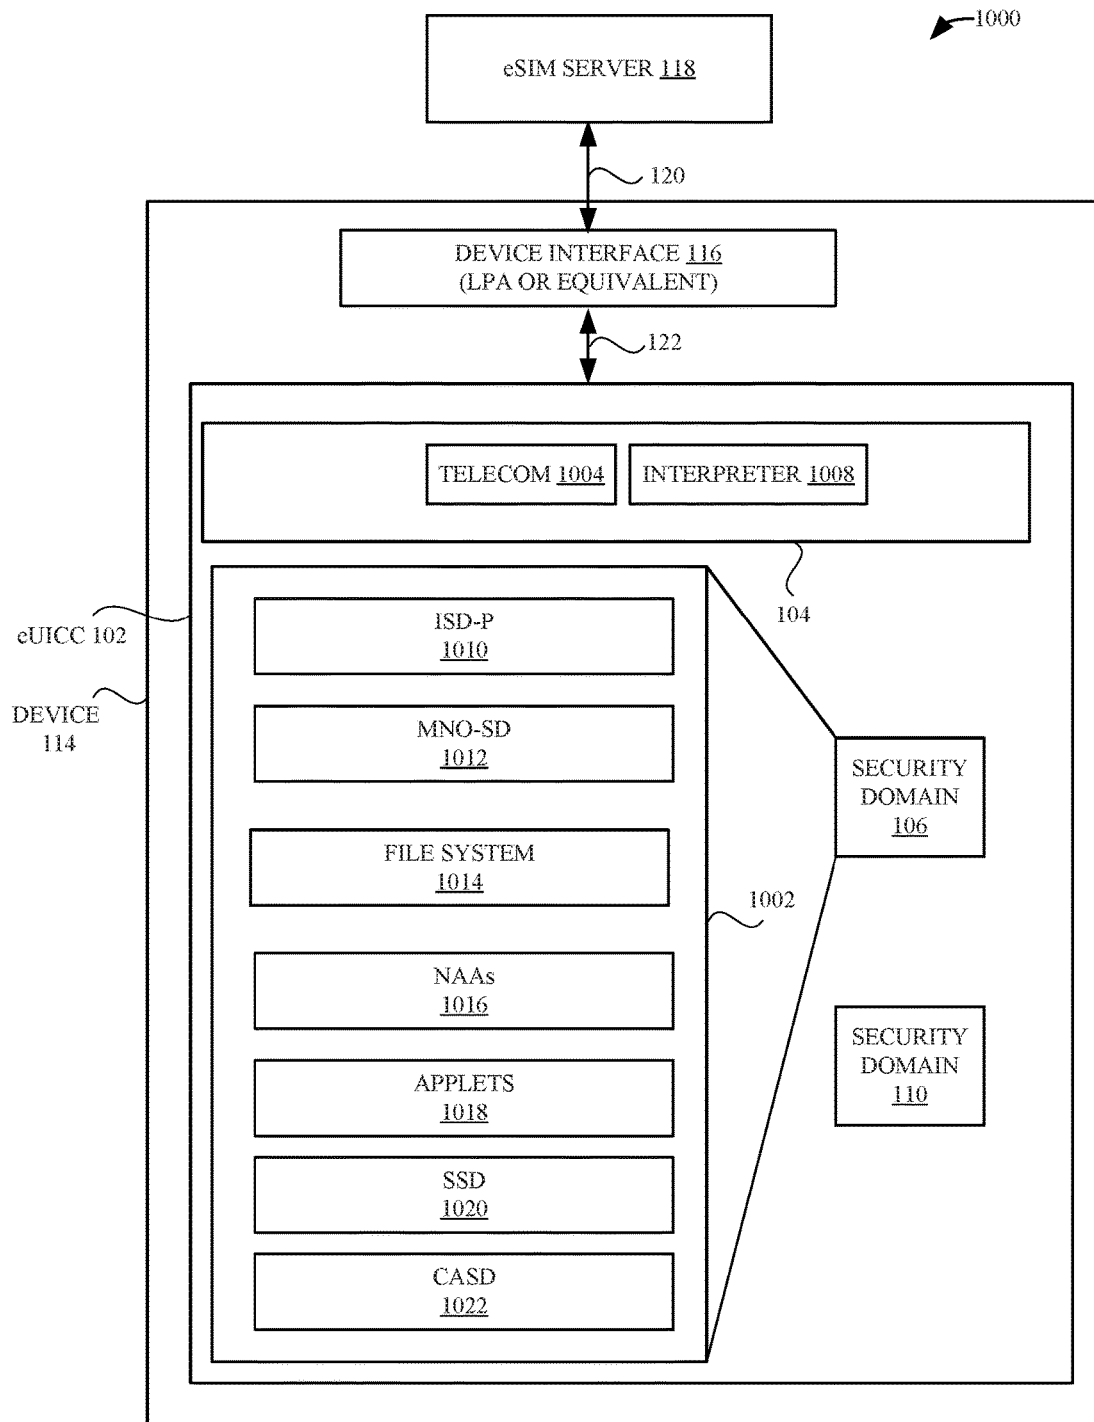 1000
eSIM SERVER 118
120
DEVICE INTERFACE 116
(LPA OR EQUIVALENT)
122
TELECOM 1004
INTERPRETER 1008
104
eUICC 102
DEVICE
114
ISD-P
1010
MNO-SD
1012
FILE SYSTEM
1014
NAAs
1016
APPLETS
1018
SSD
1020
CASD
1022
1002
SECURITY
DOMAIN
106
SECURITY
DOMAIN
110